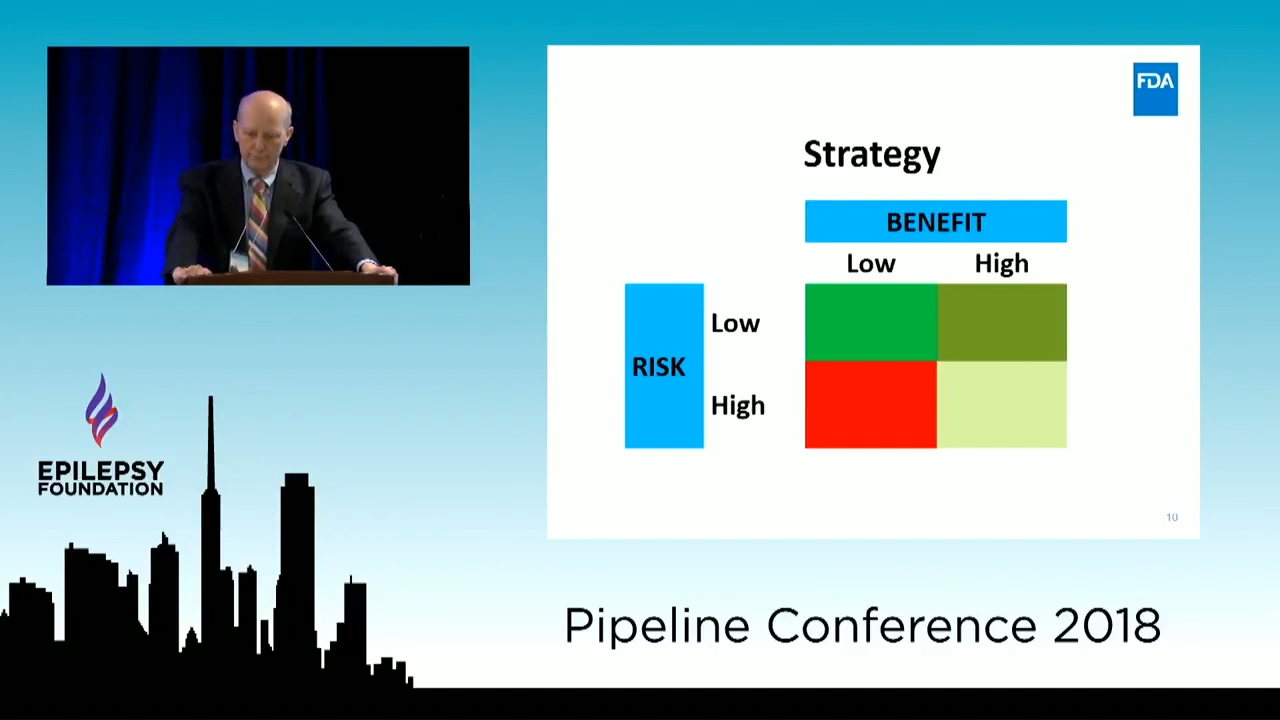 FDA
Strategy
BENEFIT
Low High
Low
RISK
High
10
EPILEPSY
FOUNDATION
Pipeline Conference 2018